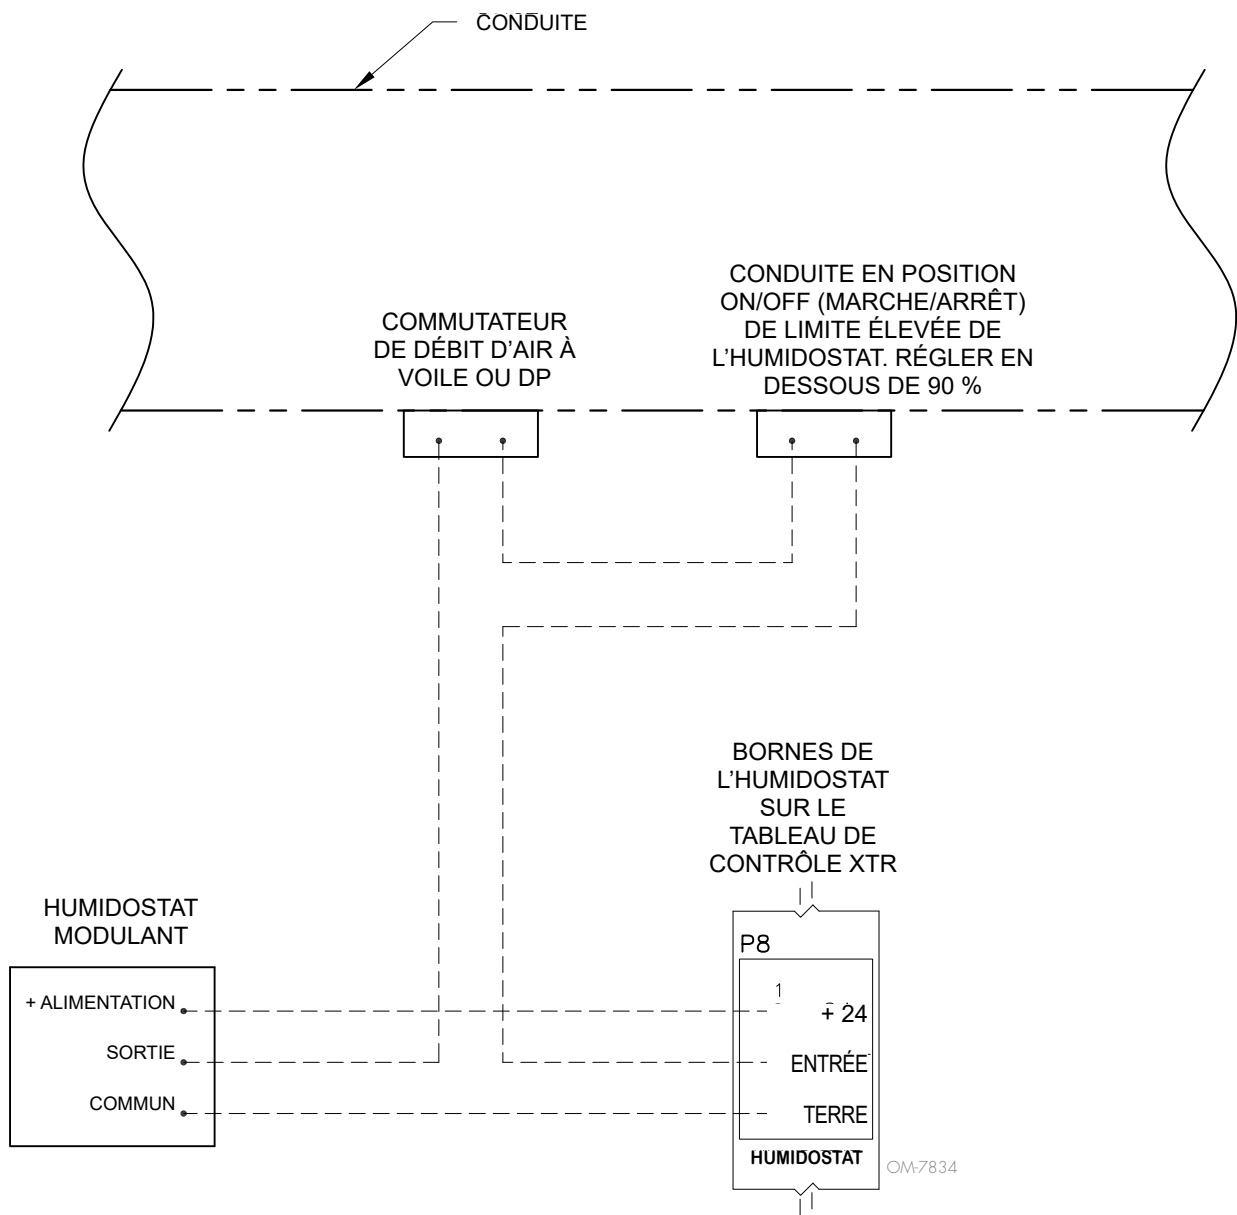 CONDUITE
CONDUITE EN POSITION
ON/OFF (MARCHE/ARRÊT)
DE LIMITE ÉLEVÉE DE
L'HUMIDOSTAT. RÉGLER EN
DESSOUS DE 90 %
COMMUTATEUR
DE DÉBIT D'AIR À
VOILE OU DP
BORNES DE
L'HUMIDOSTAT
SUR LE
TABLEAU DE
CONTRÔLE XTR
HUMIDOSTAT
MODULANT
+ ALIMENTATION
SORTIE
COMMUN
P8
1
+ 24
ENTRÉE
TERRE
HUMIDOSTAT
OM-7834